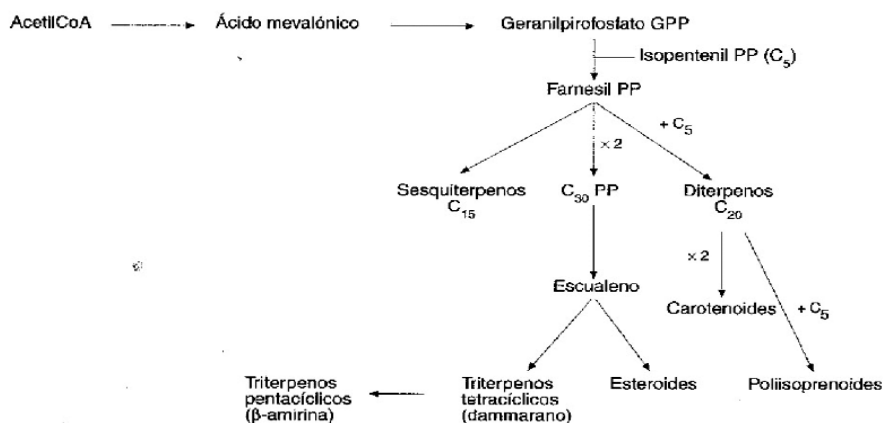 AcetilCoA
Ácido mevalónico
Geranilpirofosfato GPP
Isopentenil PP (C₅)
Farnesil PP
+ C₅
× 2
Sesquiterpenos
C₁₅
C₃₀ PP
Diterpenos
C₂₀
× 2
Escualeno
Carotenoides
+ C₅
Triterpenos
pentacíclicos
(β-amirina)
Triterpenos
tetracíclicos
(dammarano)
Esteroides
Poliisoprenoides